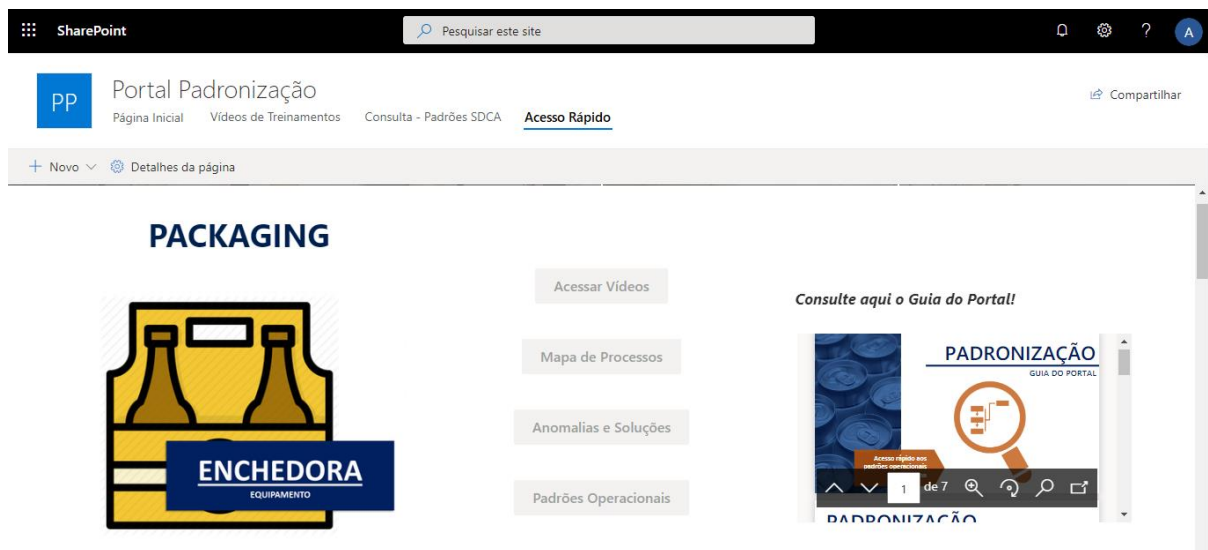 SharePoint
Pesquisar este site
?
A
PP
Portal Padronização
Página Inicial Vídeos de Treinamentos Consulta - Padrões SDCA Acesso Rápido
Compartilhar
+ Novo Detalhes da página
PACKAGING
ENCHEDORA
EQUIPAMENTO
Acessar Vídeos
Mapa de Processos
Anomalias e Soluções
Padrões Operacionais
Consulte aqui o Guia do Portal!
PADRONIZAÇÃO
GUIA DO PORTAL
Acesso rápido aos
padrões operacionais
1 de 7
PADRONIZAÇÃO